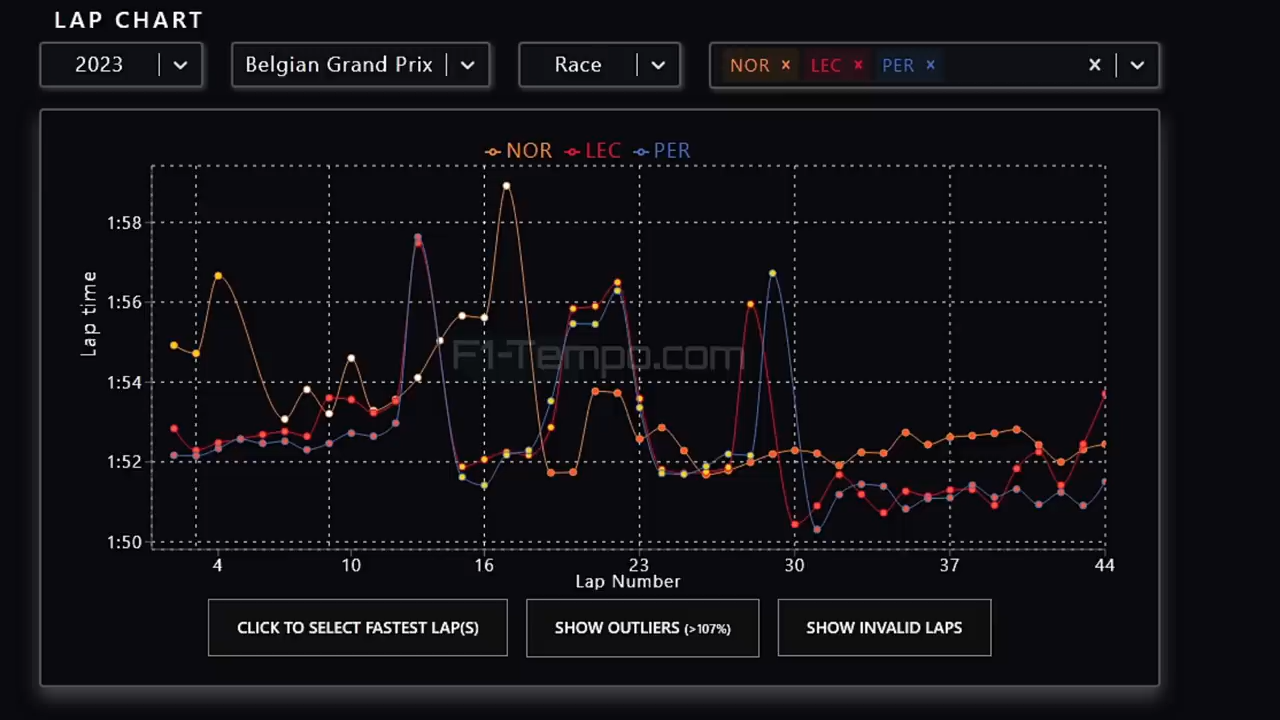 LAP CHART
2023 Belgian Grand Prix Race NOR × LEC × PER × ×
NOR LEC PER
1:58
1:56
1:54
1:52
1:50
Lap time
F1-Tempo.com
4 10 16 23 30 37 44
Lap Number
CLICK TO SELECT FASTEST LAP(S) SHOW OUTLIERS (>107%) SHOW INVALID LAPS